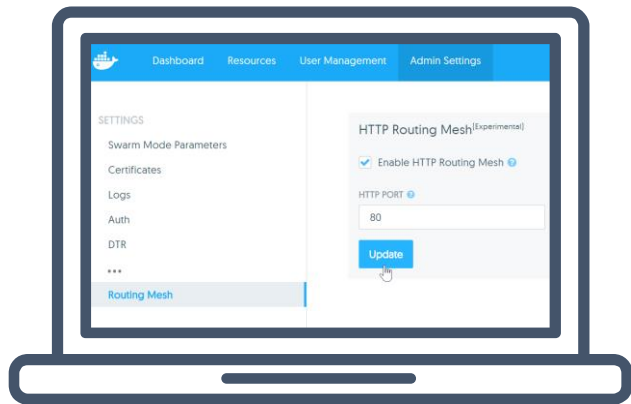 Dashboard Resources User Management Admin Settings
SETTINGS
Swarm Mode Parameters
Certificates
Logs
Auth
DTR
•••
Routing Mesh
HTTP Routing Mesh[Experimental]
Enable HTTP Routing Mesh ?
HTTP PORT ?
80
Update